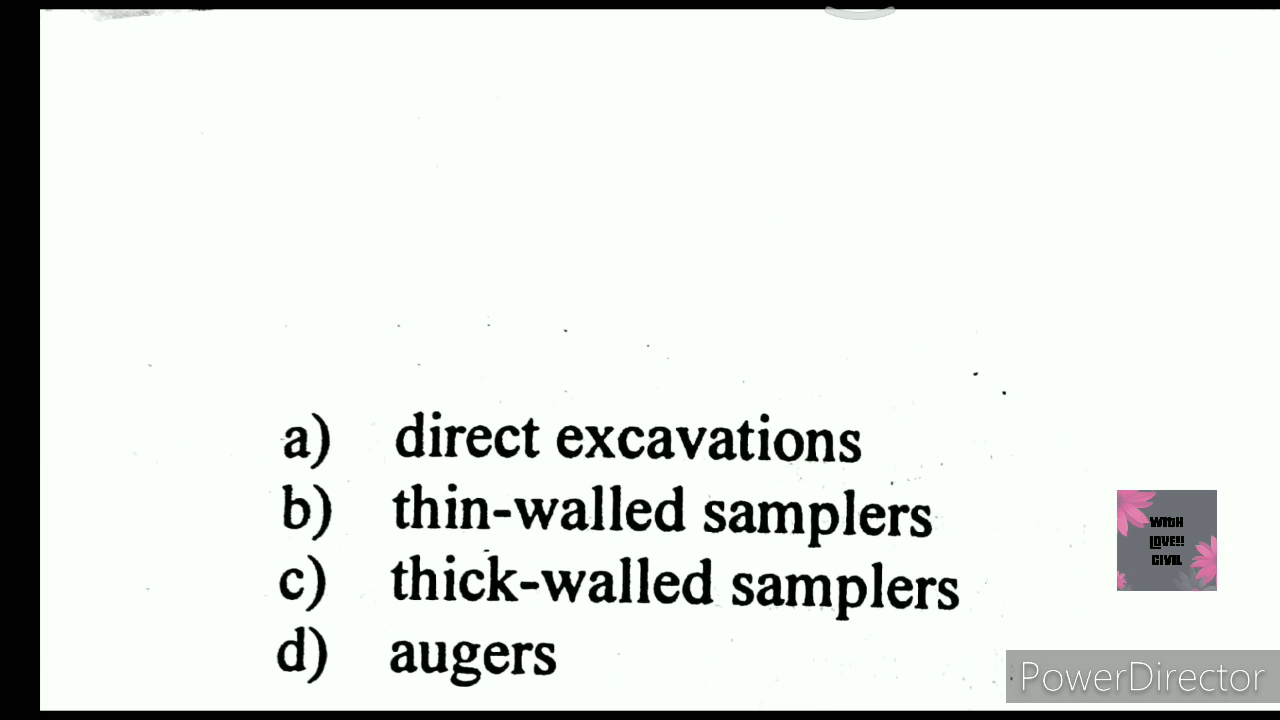 a) direct excavations
b) thin-walled samplers
c) thick-walled samplers
d) augers
WITH
LOVE!!
CIVIL
PowerDirector